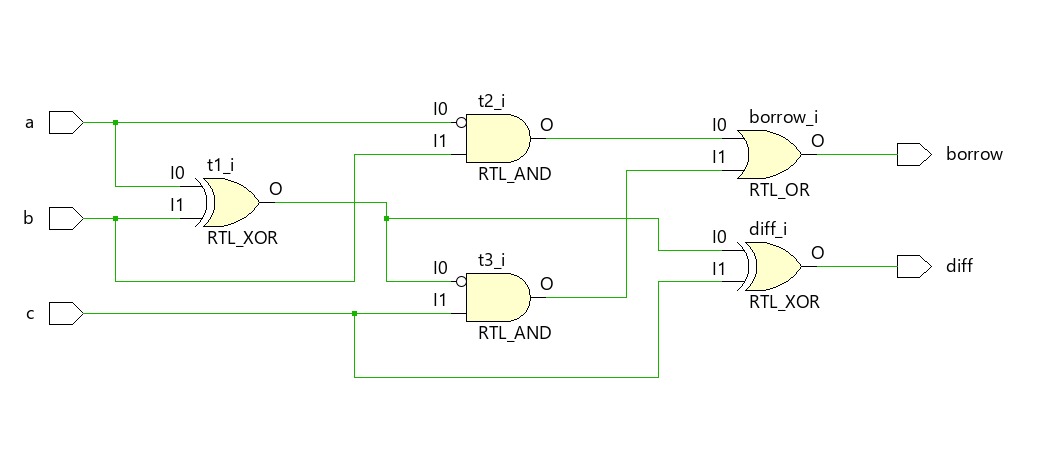 a
b
c
I0
I1
t1_i
O
RTL_XOR
I0
I1
t2_i
O
RTL_AND
I0
I1
t3_i
O
RTL_AND
I0
I1
borrow_i
O
RTL_OR
I0
I1
diff_i
O
RTL_XOR
borrow
diff